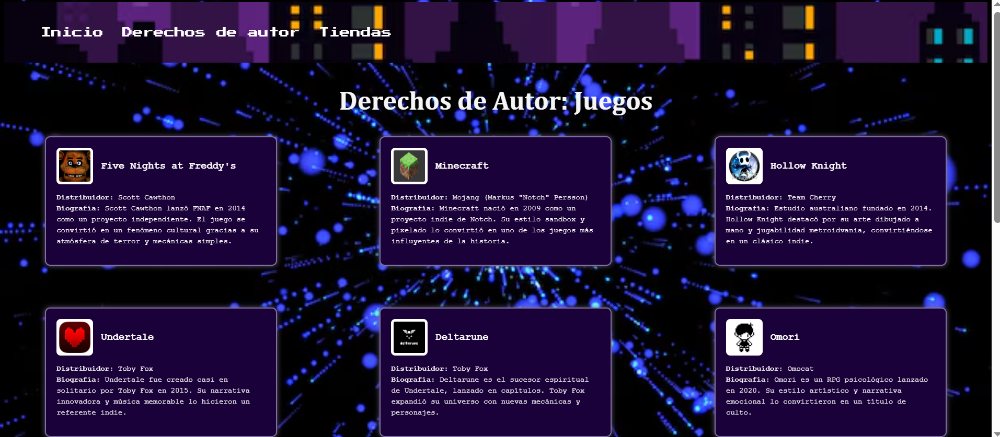 Inicio Derechos de autor Tiendas
Derechos de Autor: Juegos
Five Nights at Freddy's
Distribuidor: Scott Cawthon
Biografía: Scott Cawthon lanzó FNAF en 2014
como un proyecto independiente. El juego se
convirtió en un fenómeno cultural gracias a su
atmósfera de terror y mecánicas simples.
Minecraft
Distribuidor: Mojang (Markus "Notch" Persson)
Biografía: Minecraft nació en 2009 como un
proyecto indie de Notch. Su estilo sandbox y
pixelado lo convirtió en uno de los juegos más
influyentes de la historia.
Hollow Knight
Distribuidor: Team Cherry
Biografía: Estudio australiano fundado en 2014.
Hollow Knight destacó por su arte dibujado a
mano y jugabilidad metroidvania, convirtiéndose
en un clásico indie.
Undertale
Distribuidor: Toby Fox
Biografía: Undertale fue creado casi en
solitario por Toby Fox en 2015. Su narrativa
innovadora y música memorable lo hicieron un
referente indie.
deltarune
Deltarune
Distribuidor: Toby Fox
Biografía: Deltarune es el sucesor espiritual
de Undertale, lanzado en capítulos. Toby Fox
expandió su universo con nuevas mecánicas y
personajes.
Omori
Distribuidor: Omocat
Biografía: Omori es un RPG psicológico lanzado
en 2020. Su estilo artístico y narrativa
emocional lo convirtieron en un título de
culto.